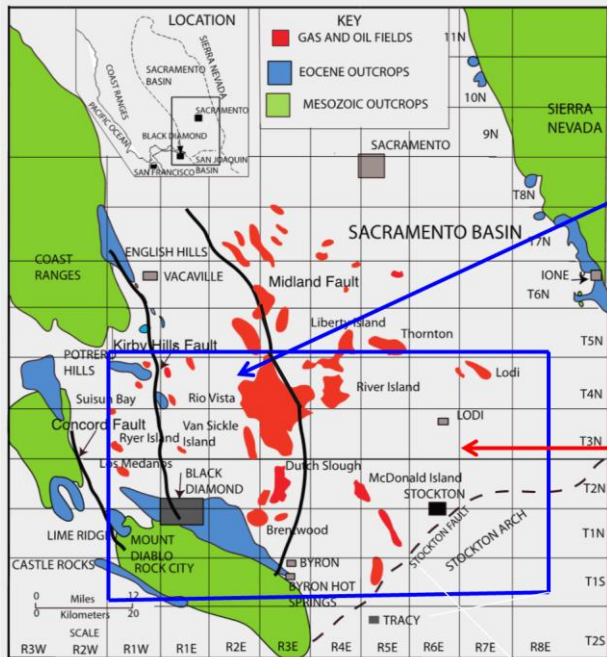 LOCATION
SIERRA NEVADA
SACRAMENTO
BASIN
COAST RANGES
PACIFIC OCEAN
SACRAMENTO
BLACK DIAMOND
SAN JOAQUIN
BASIN
SAN FRANCISCO
KEY
GAS AND OIL FIELDS
EOCENE OUTCROPS
MESOZOIC OUTCROPS
11N
10N
9N
SIERRA
NEVADA
SACRAMENTO
T8N
SACRAMENTO BASIN
T7N
COAST
RANGES
ENGLISH HILLS
VACAVILLE
Midland Fault
IONE
T6N
Liberty Island
Thornton
T5N
Kirby Hills Fault
POTRERO
HILLS
Lodi
Suisun Bay
Rio Vista
River Island
T4N
Concord Fault
Van Sickle
Island
LODI
Ryer Island
T3N
Los Medanos
BLACK
DIAMOND
Dutch Slough
McDonald Island
STOCKTON
T2N
LIME RIDGE
MOUNT
DIABLO
Brentwood
STOCKTON FAULT
STOCKTON ARCH
T1N
CASTLE ROCKS
ROCK CITY
BYRON
BYRON HOT
SPRINGS
T1S
Miles
0 12
Kilometers
0 20
SCALE
TRACY
R3W R2W R1W R1E R2E R3E R4E R5E R6E R7E R8E T2S